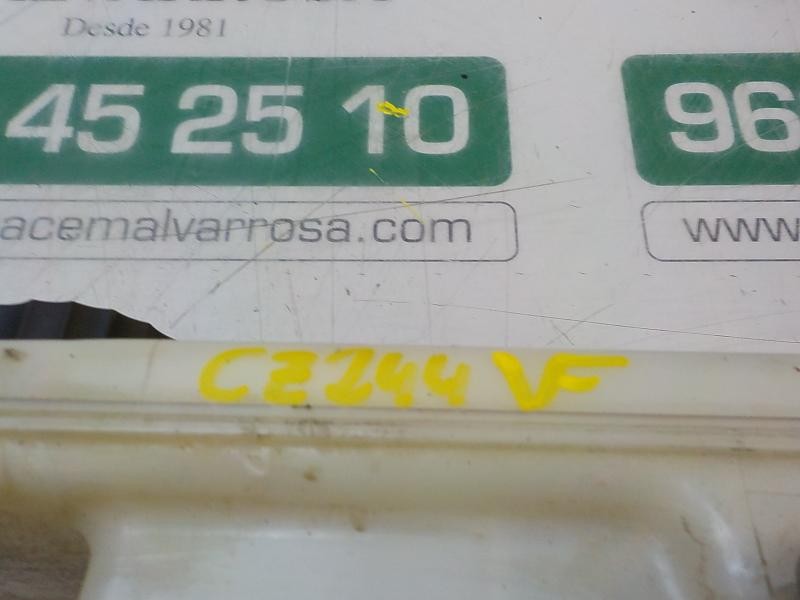 Desde 1981
45 25 10 96
acemalvarrosa.com www.
CZ244 VF